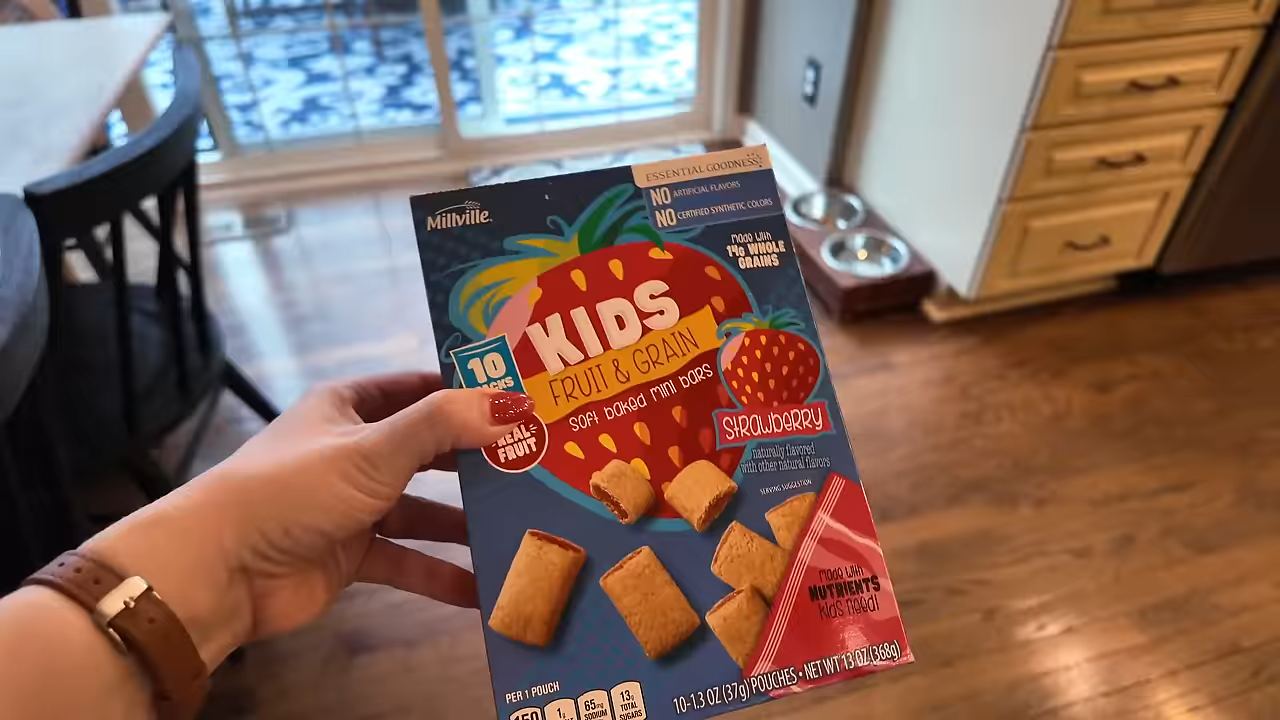 Millville®
ESSENTIAL GOODNESS
NO ARTIFICIAL FLAVORS
NO CERTIFIED SYNTHETIC COLORS
made with
14g WHOLE
GRAINS
KIDS
FRUIT & GRAIN
soft baked mini bars
10
REAL
FRUIT
STRAWBERRY
naturally flavored
with other natural flavors
SERVING SUGGESTION
made with
NUTRIENTS
kids need!
PER 1 POUCH
150
1g
65mg
SODIUM
13g
TOTAL
SUGARS
10-1.3 OZ (37g) POUCHES • NET WT 13 OZ (368g)